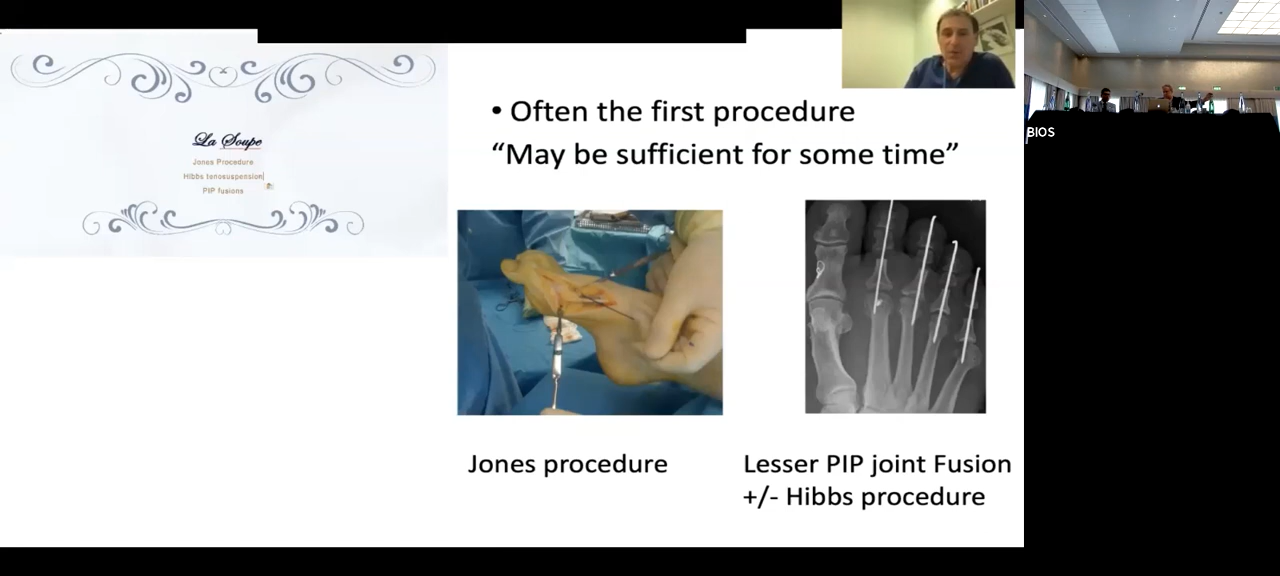 La Soupe
Jones Procedure
Hibbs tenosuspension
PIP fusions
• Often the first procedure
“May be sufficient for some time”
Jones procedure
Lesser PIP joint Fusion
+/- Hibbs procedure
BIOS